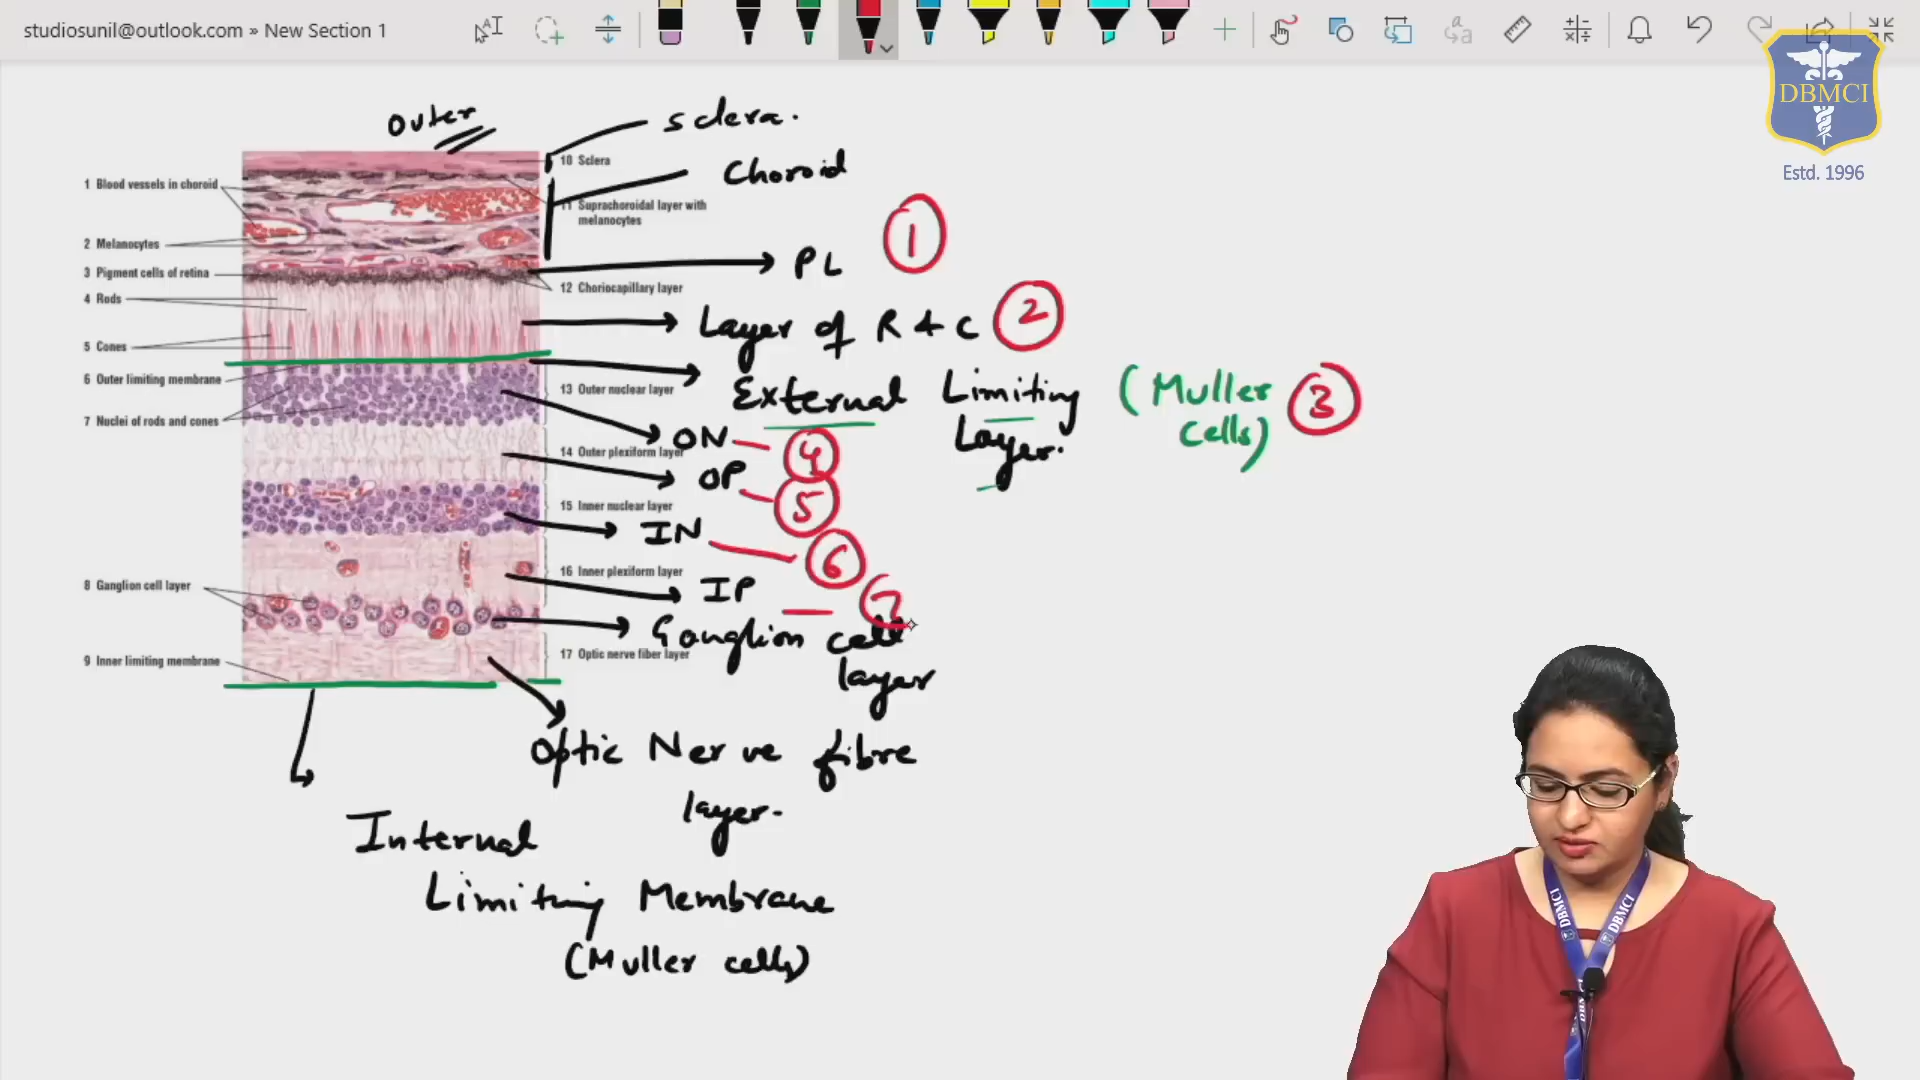 studiosunil@outlook.com » New Section 1
DBMCI
Estd. 1996
outer
sclera.
Choroid
10 Sclera
1 Blood vessels in choroid
11 Suprachoroidal layer with
melanocytes
2 Melanocytes
3 Pigment cells of retina
PL
1
12 Choriocapillary layer
4 Rods
Layer of R & C
2
5 Cones
6 Outer limiting membrane
13 Outer nuclear layer
External Limiting
Layer.
(Muller
cells)
3
7 Nuclei of rods and cones
ON
4
14 Outer plexiform layer
OP
5
15 Inner nuclear layer
IN
6
16 Inner plexiform layer
IP
7
8 Ganglion cell layer
Ganglion cell
layer
17 Optic nerve fiber layer
9 Inner limiting membrane
Optic Nerve fibre
layer.
Internal
Limiting Membrane
(Muller cells)
DBMCI
DBMCI